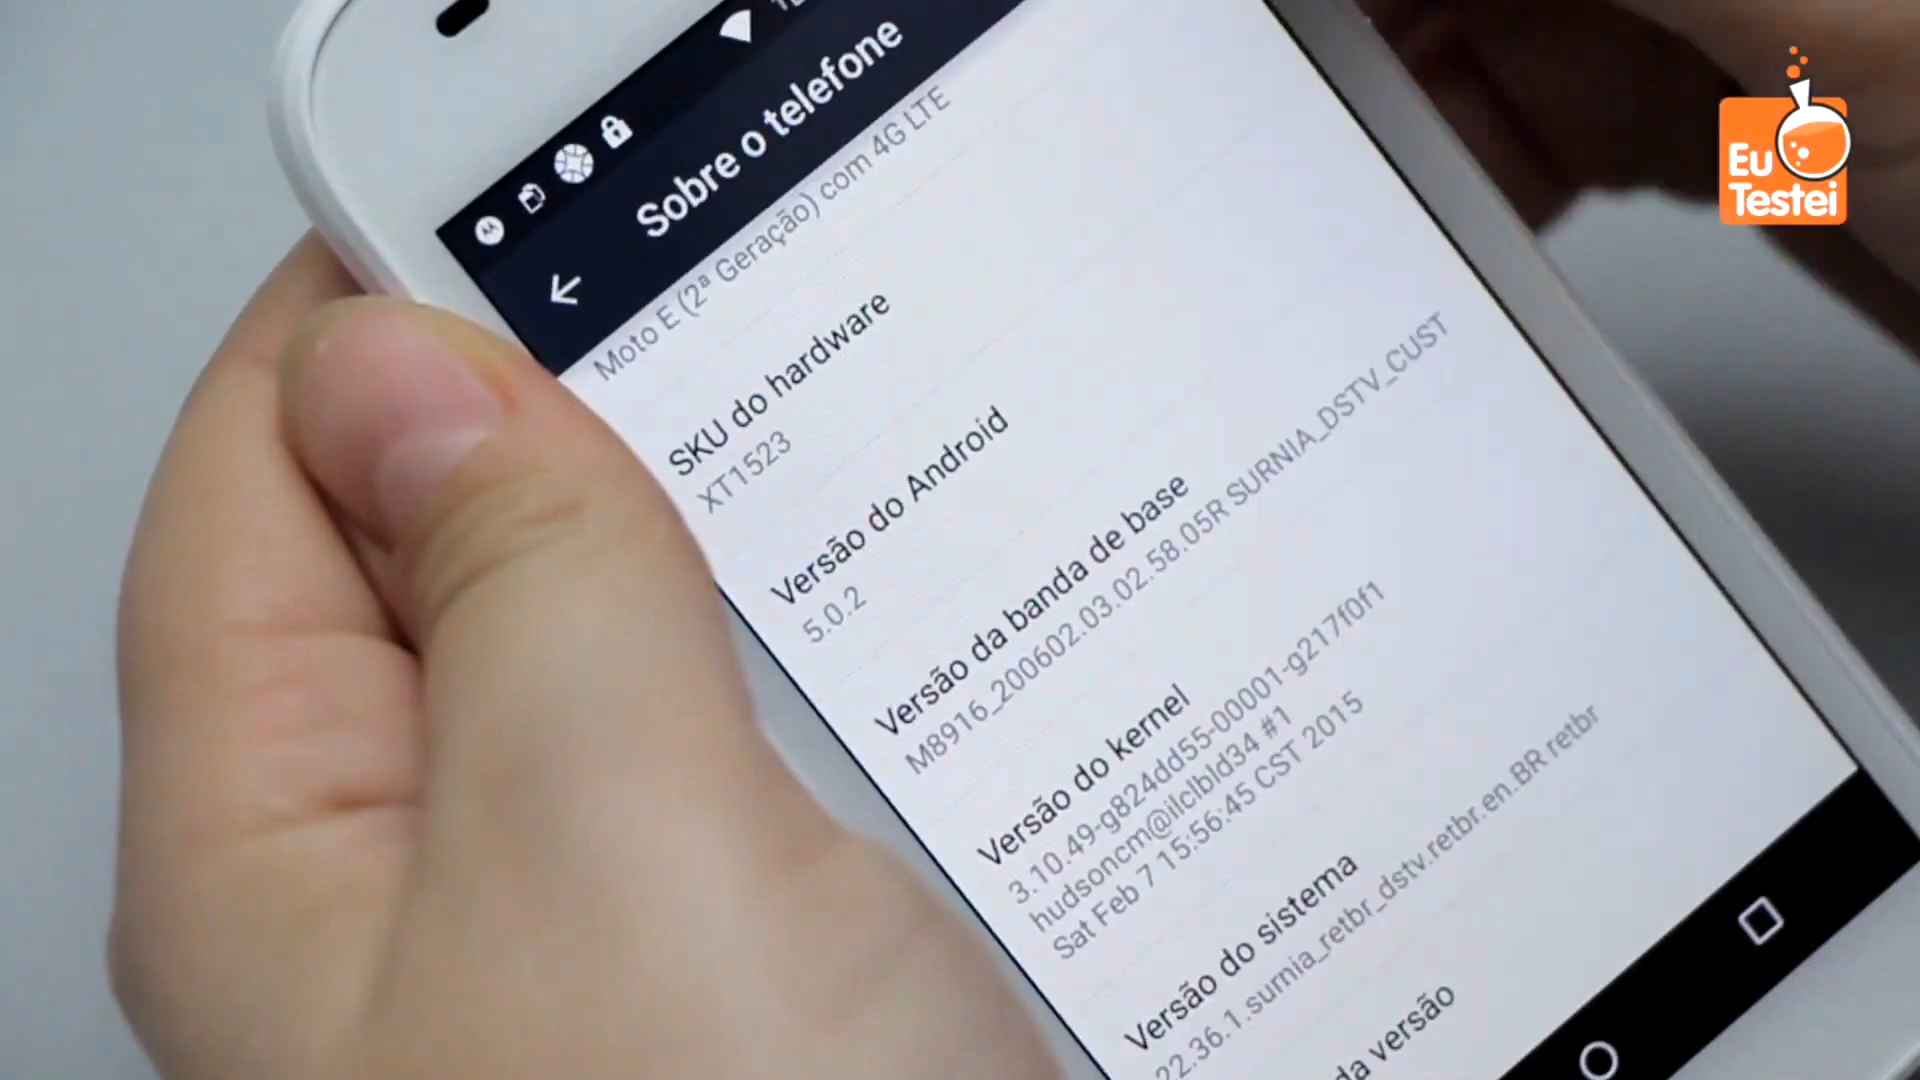 Eu
Testei
Sobre o telefone
Moto E (2ª Geração) com 4G LTE
SKU do hardware
XT1523
Versão do Android
5.0.2
Versão da banda de base
M8916_200602.03.02.58.05R SURNIA_DSTV_CUST
Versão do kernel
3.10.49-g824dd55-00001-g217f0f1
hudsoncm@ilclbld34 #1
Sat Feb 7 15:56:45 CST 2015
Versão do sistema
22.36.1.surnia_retbr_dstv.retbr.en.BR retbr
da versão